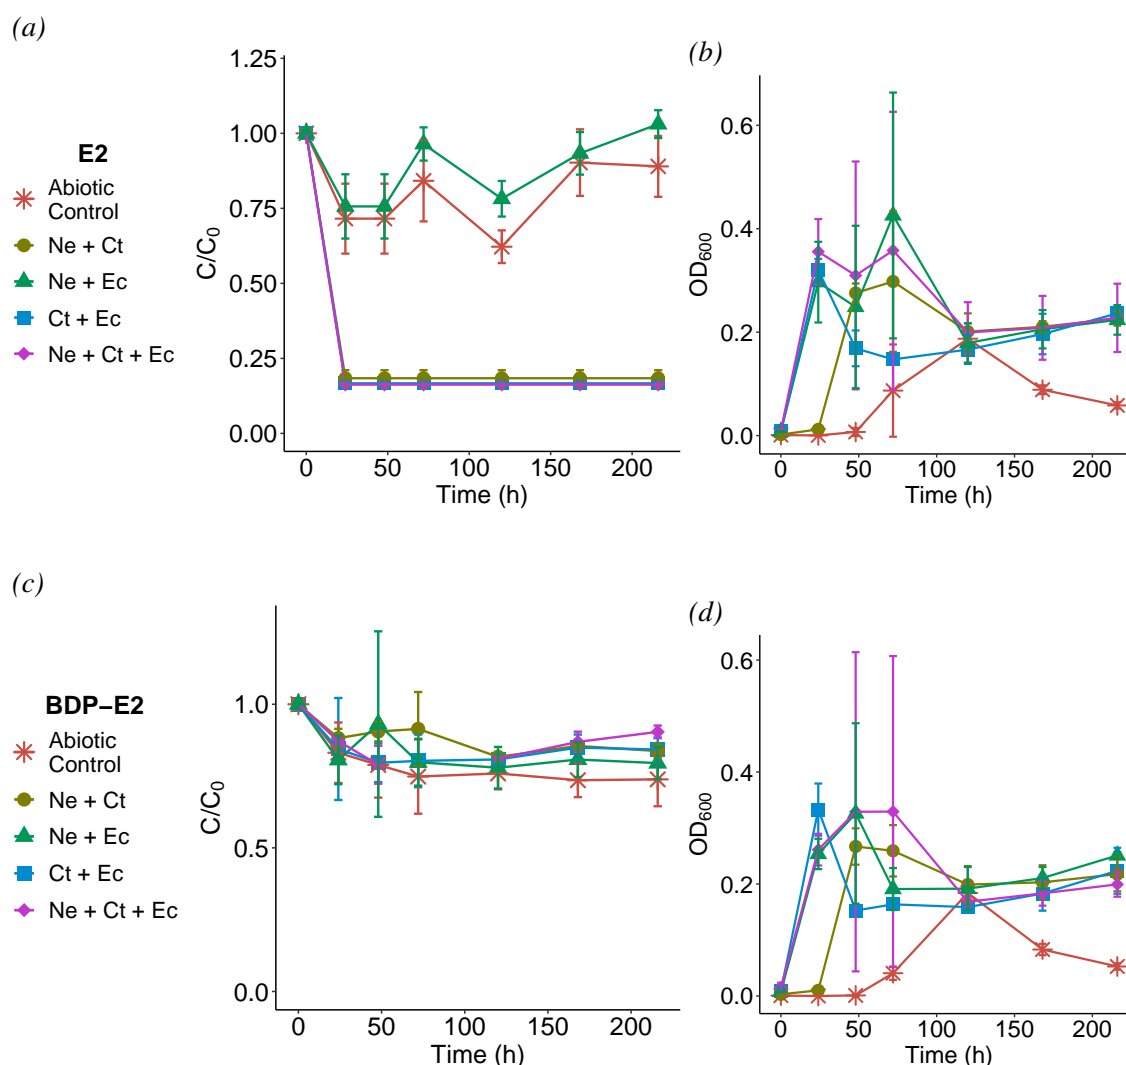 (a)
E2
Abiotic
Control
Ne + Ct
Ne + Ec
Ct + Ec
Ne + Ct + Ec
C/C0
1.25
1.00
0.75
0.50
0.25
0.00
0 50 100 150 200
Time (h)
(b)
OD600
0.6
0.4
0.2
0.0
0 50 100 150 200
Time (h)
(c)
BDP−E2
Abiotic
Control
Ne + Ct
Ne + Ec
Ct + Ec
Ne + Ct + Ec
C/C0
1.0
0.5
0.0
0 50 100 150 200
Time (h)
(d)
OD600
0.6
0.4
0.2
0.0
0 50 100 150 200
Time (h)